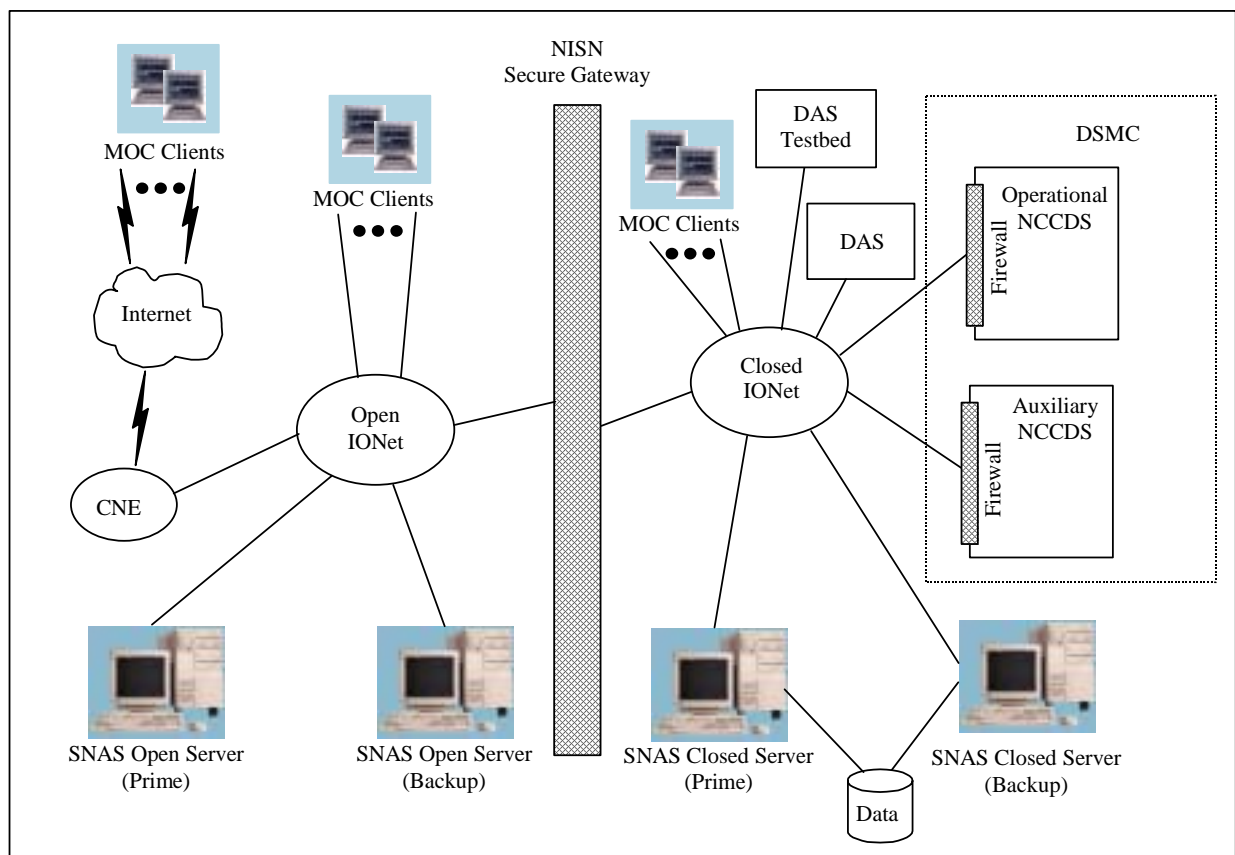 NISN
Secure Gateway
MOC Clients
MOC Clients
MOC Clients
DAS
Testbed
DAS
DSMC
Operational
NCCDS
Firewall
Internet
Open
IONet
Closed
IONet
Auxiliary
NCCDS
Firewall
CNE
SNAS Open Server
(Prime)
SNAS Open Server
(Backup)
SNAS Closed Server
(Prime)
SNAS Closed Server
(Backup)
Data